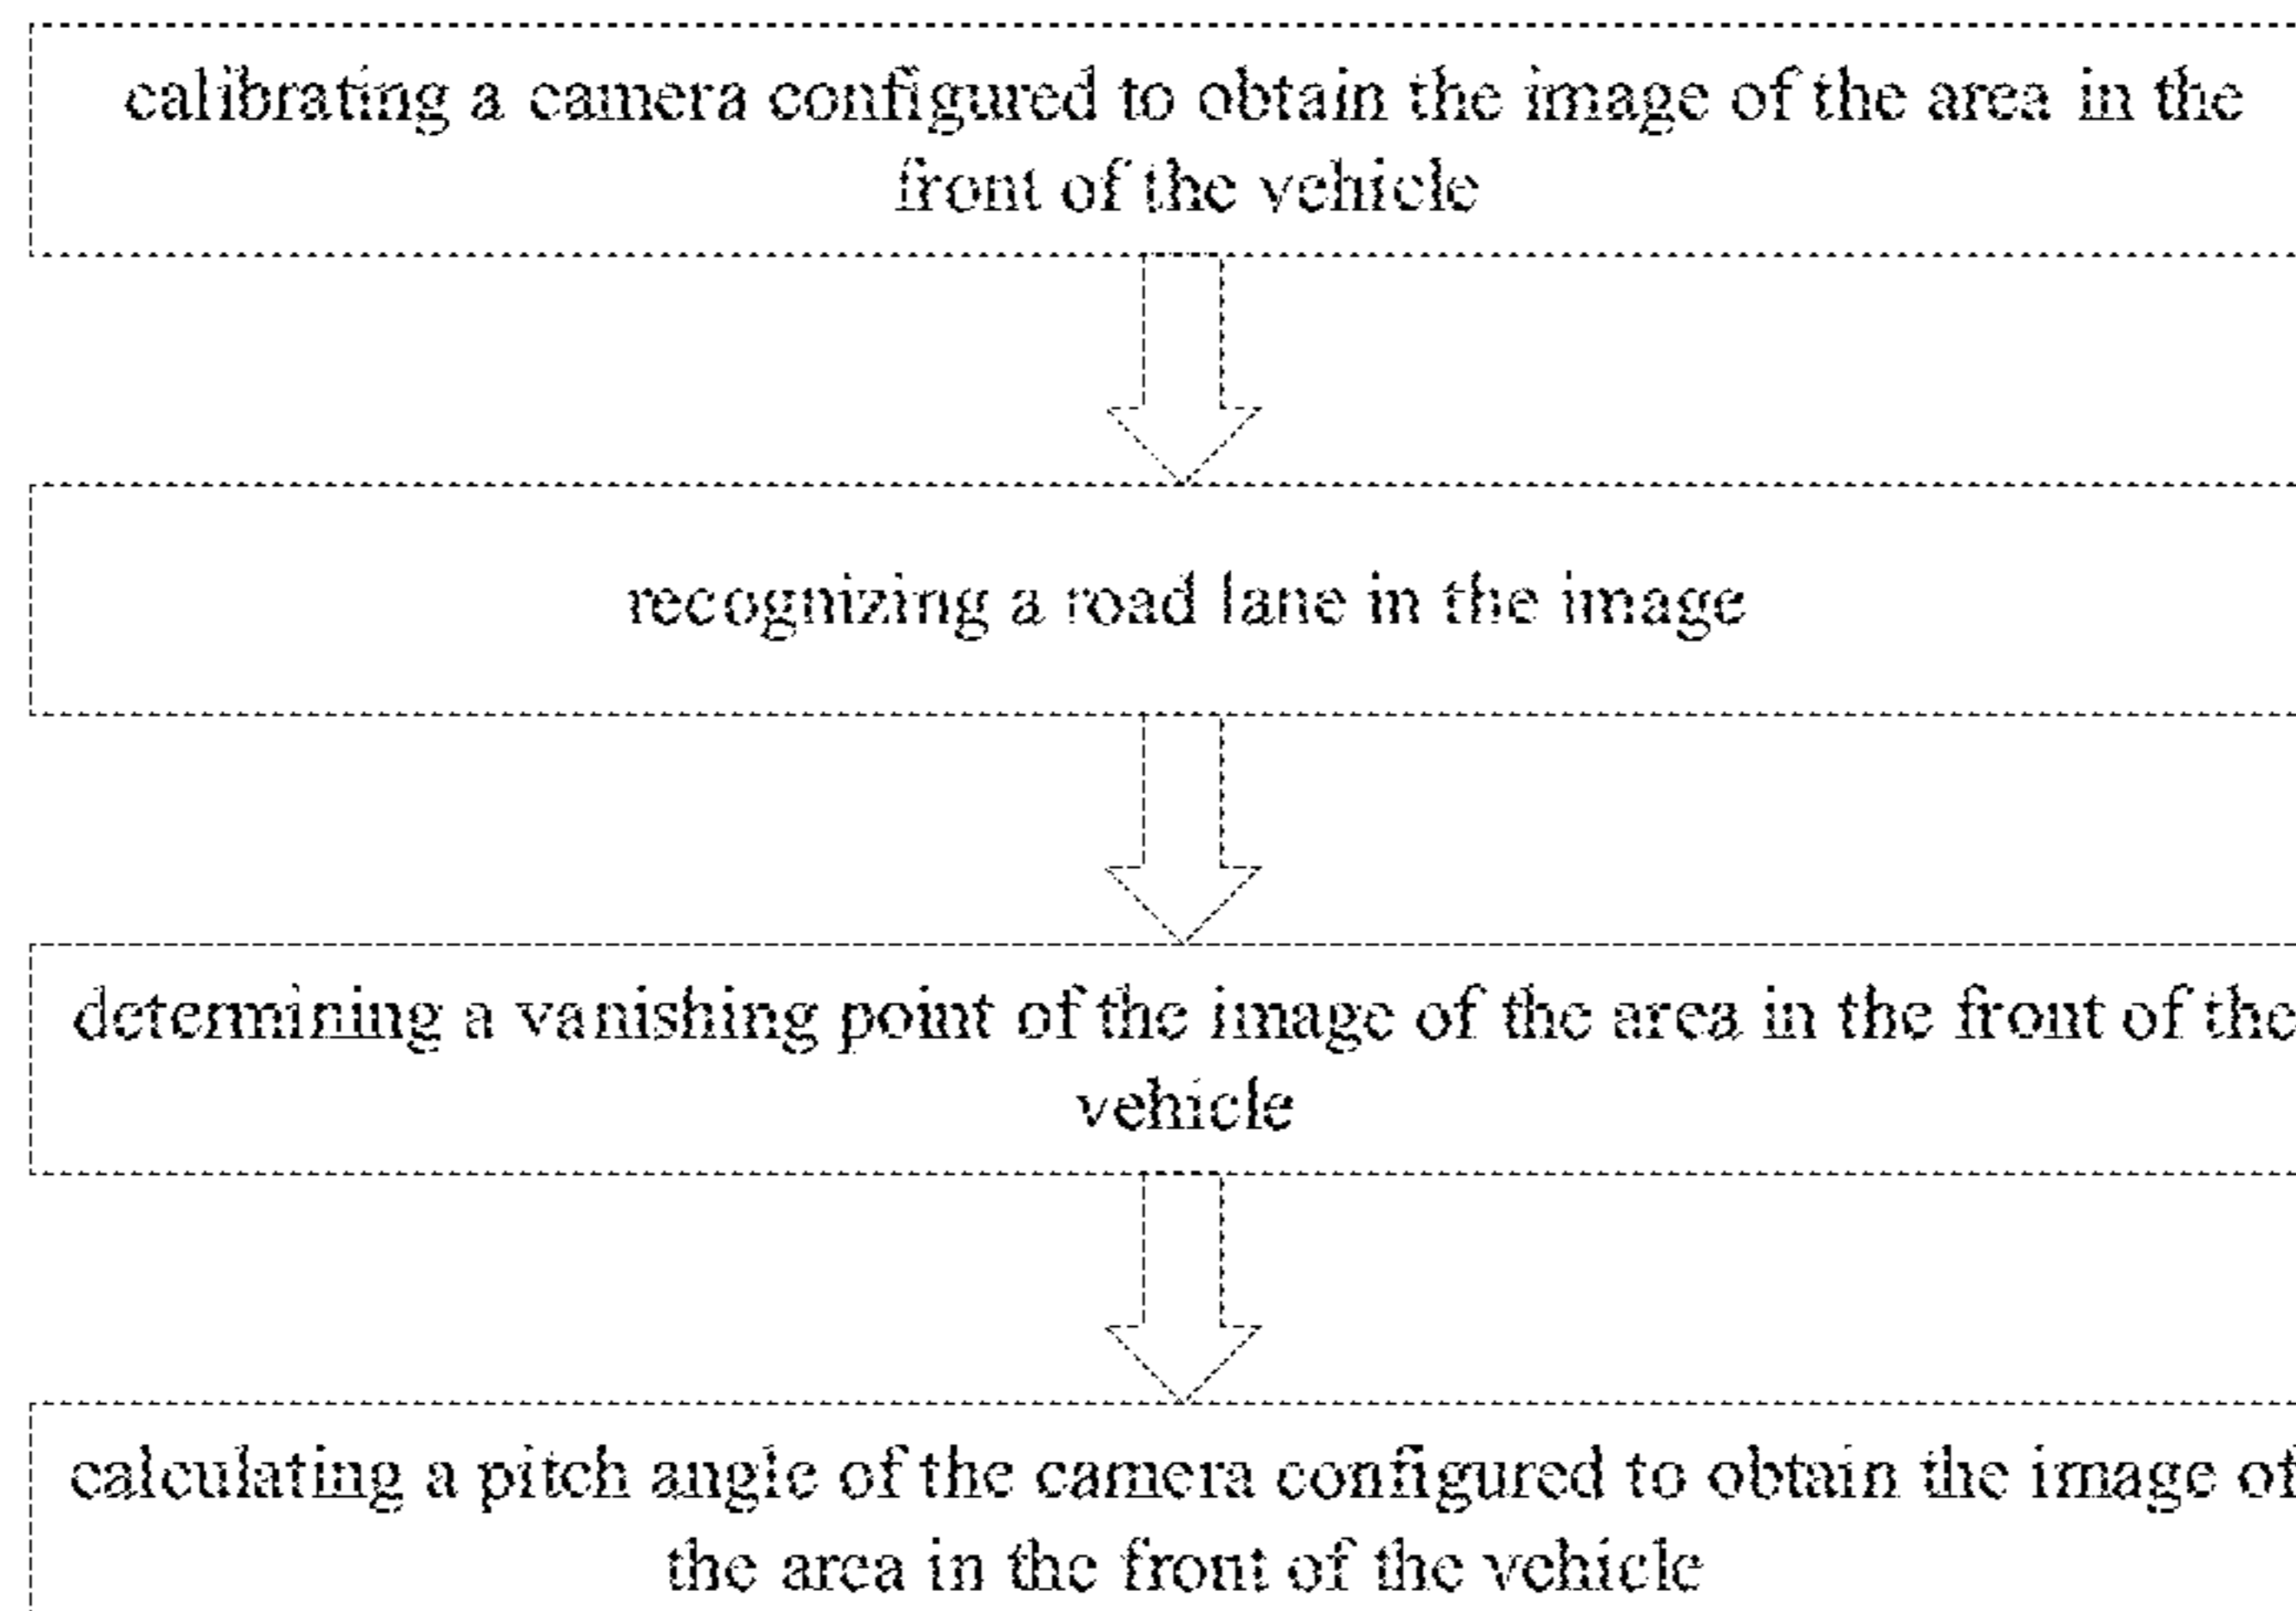 calibrating a camera configured to obtain the image of the area in the
front of the vehicle
recognizing a road lane in the image
determining a vanishing point of the image of the area in the front of the
vehicle
calculating a pitch angle of the camera configured to obtain the image of
the area in the front of the vehicle